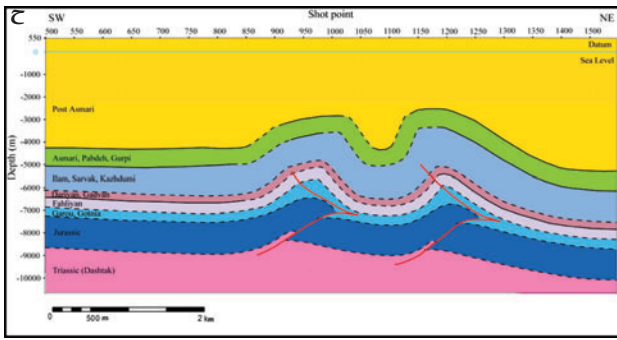 ح
SW Shot point NE
500 550 600 650 700 750 800 850 900 950 1000 1050 1100 1150 1200 1250 1300 1350 1400 1450 1500
550 Datum
0 Sea Level
-1000
-2000
-3000 Post Asmari
-4000
Asmari, Pabdeh, Gurpi
-5000
Ilam, Sarvak, Kazhdumi
-6000
Dariyan, Gadvan
Fahliyan
-7000
Garau, Gotnia
-8000 Jurassic
-9000
Triassic (Dashtak)
-10000
Depth (m)
0 500 m 2 km